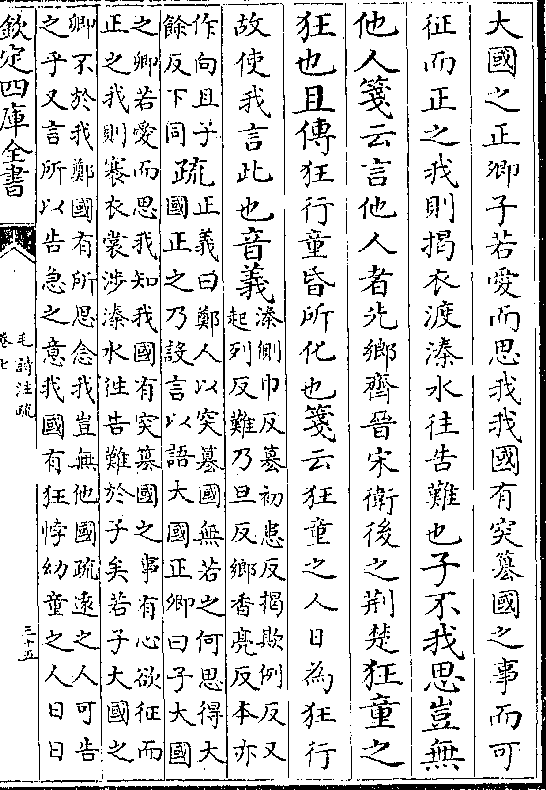 大國之正卿子若愛而思我我國有突簒國之事而可
征而正之我則揭衣渡溱水往告難也子不我思豈無
他人箋云言他人者先鄉齊晉宋衛後之荆楚狂童之
狂也且傳狂行童昏所化也箋云狂童之人日為狂行
故使我言此也音義溱側巾反墓初患反揭欺例反又
起列反難乃旦反鄉香亮反本亦
作向且子
餘反下同疏正義曰鄭人以突墓國無若之何思得大
國正之乃設言以語大國正卿曰子大國
之卿若愛而思我知我國有突簒國之事有心欲征而
正之我則褰衣裳涉溱水往告難於子矣若子大國之
卿不於我鄭國有所思念我豈無他國疏遠之人可告
之乎又言所以告急之意我國有狂悖幼童之人日日
欽定四庫全書
毛詩注疏
卷七
三十五